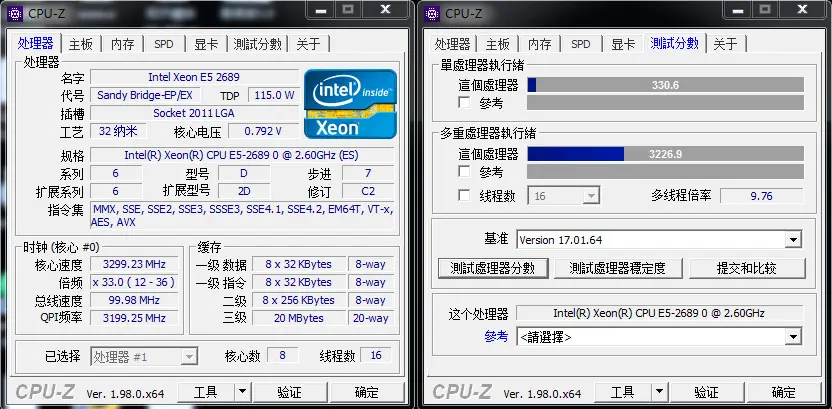 CPU-Z
处理器 主板 内存 SPD 显卡 測試分數 关于
处理器
名字 Intel Xeon E5 2689
代号 Sandy Bridge-EP/EX TDP 115.0 W
插槽 Socket 2011 LGA
工艺 32 纳米 核心电压 0.792 V
intel inside™
Xeon
规格 Intel(R) Xeon(R) CPU E5-2689 0 @ 2.60GHz (ES)
系列 6 型号 D 步进 7
扩展系列 6 扩展型号 2D 修订 C2
指令集 MMX, SSE, SSE2, SSE3, SSSE3, SSE4.1, SSE4.2, EM64T, VT-x,
AES, AVX
时钟 (核心 #0)
核心速度 3299.23 MHz
倍频 x 33.0 ( 12 - 36 )
总线速度 99.98 MHz
QPI频率 3199.25 MHz
缓存
一级 数据 8 x 32 KBytes 8-way
一级 指令 8 x 32 KBytes 8-way
二级 8 x 256 KBytes 8-way
三级 20 MBytes 20-way
已选择 处理器 #1 核心数 8 线程数 16
CPU-Z Ver. 1.98.0.x64 工具 验证 确定
CPU-Z
处理器 主板 内存 SPD 显卡 測試分數 关于
單處理器執行緒
這個處理器 330.6
參考
多重處理器執行绪
這個處理器 3226.9
參考
线程数 16 多线程倍率 9.76
基准 Version 17.01.64
測試處理器分數 測試處理器穩定度 提交和比较
这个处理器 Intel(R) Xeon(R) CPU E5-2689 0 @ 2.60GHz
參考 <請選擇>
CPU-Z Ver. 1.98.0.x64 工具 验证 确定